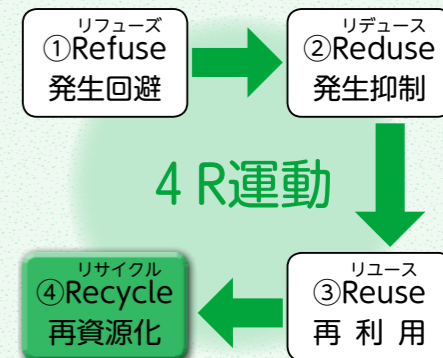 リフューズ
①Refuse
発生回避
リデュース
②Reduse
発生抑制
4 R運動
リサイクル
④Recycle
再資源化
リユース
③Reuse
再利用